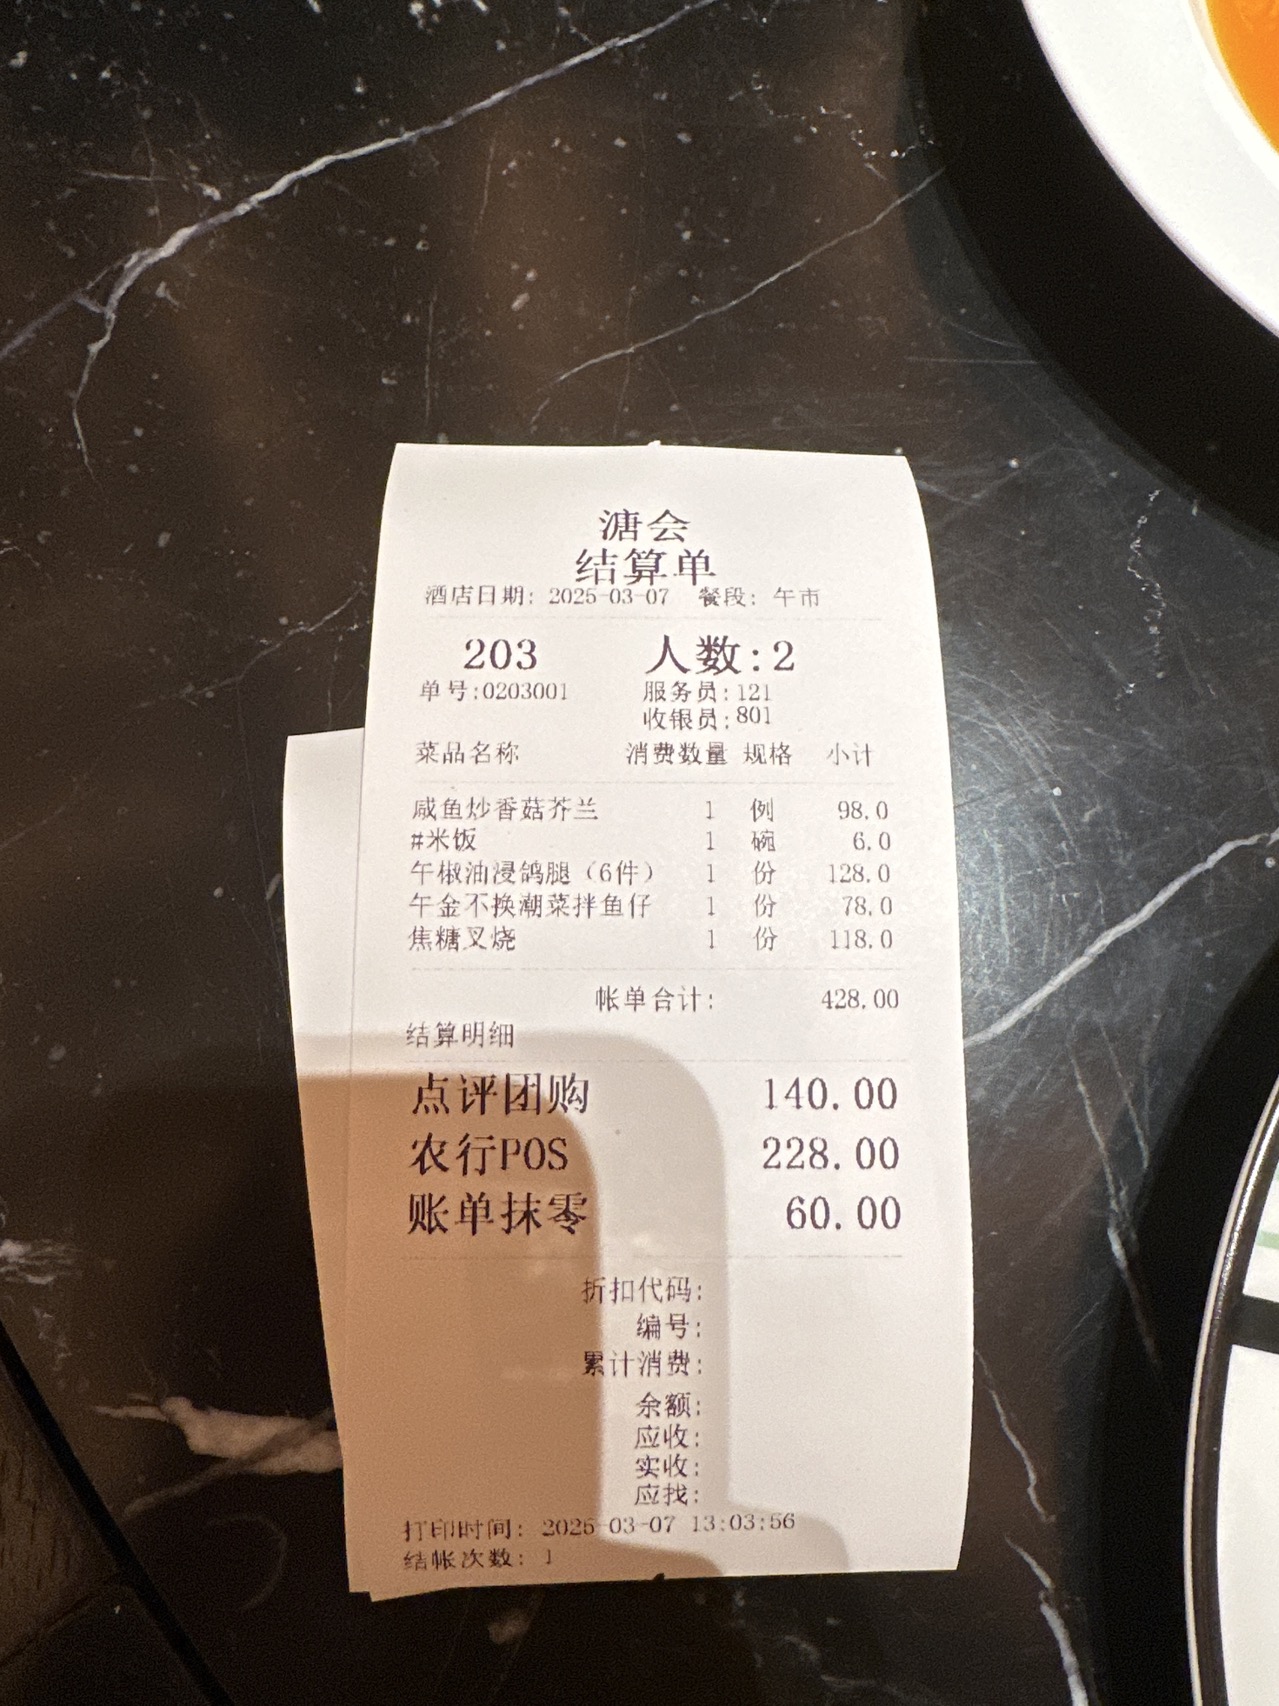 溏会
结算单
酒店日期: 2025-03-07 餐段: 午市
203 人数:2
单号:0203001 服务员:121
收银员:801
菜品名称 消费数量 规格 小计
咸鱼炒香菇芥兰 1 例 98.0
#米饭 1 碗 6.0
午椒油浸鸽腿（6件） 1 份 128.0
午金不换潮菜拌鱼仔 1 份 78.0
焦糖叉烧 1 份 118.0
帐单合计: 428.00
结算明细
点评团购 140.00
农行POS 228.00
账单抹零 60.00
折扣代码:
编号:
累计消费:
余额:
应收:
实收:
应找:
打印时间: 2025-03-07 13:03:56
结帐次数: 1